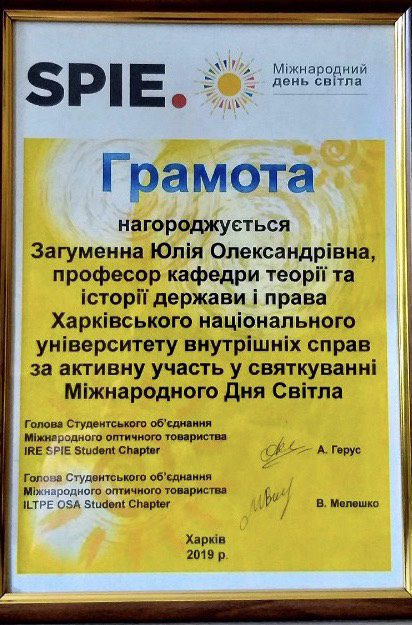 SPIE.
Міжнародний
день світла
Грамота
нагороджується
Загуменна Юлія Олександрівна,
професор кафедри теорії та
історії держави і права
Харківського національного
університету внутрішніх справ
за активну участь у святкуванні
Міжнародного Дня Світла
Голова Студентського об'єднання
Міжнародного оптичного товариства
IRE SPIE Student Chapter
А. Герус
Голова Студентського об'єднання
Міжнародного оптичного товариства
ILTPE OSA Student Chapter
В. Мелешко
Харків
2019 р.